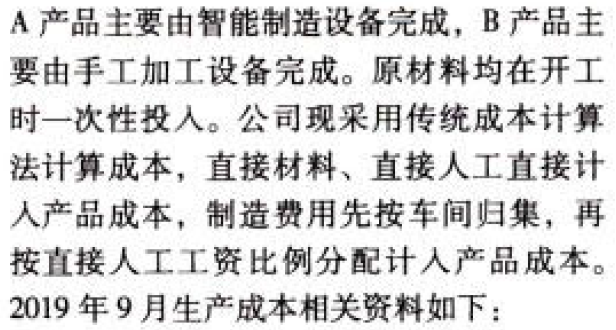 A 产品主要由智能制造设备完成，B 产品主
要由手工加工设备完成。原材料均在开工
时一次性投入。公司现采用传统成本计算
法计算成本，直接材料、直接人工直接计
入产品成本，制造费用先按车间归集，再
按直接人工工资比例分配计入产品成本。
2019 年 9 月生产成本相关资料如下：